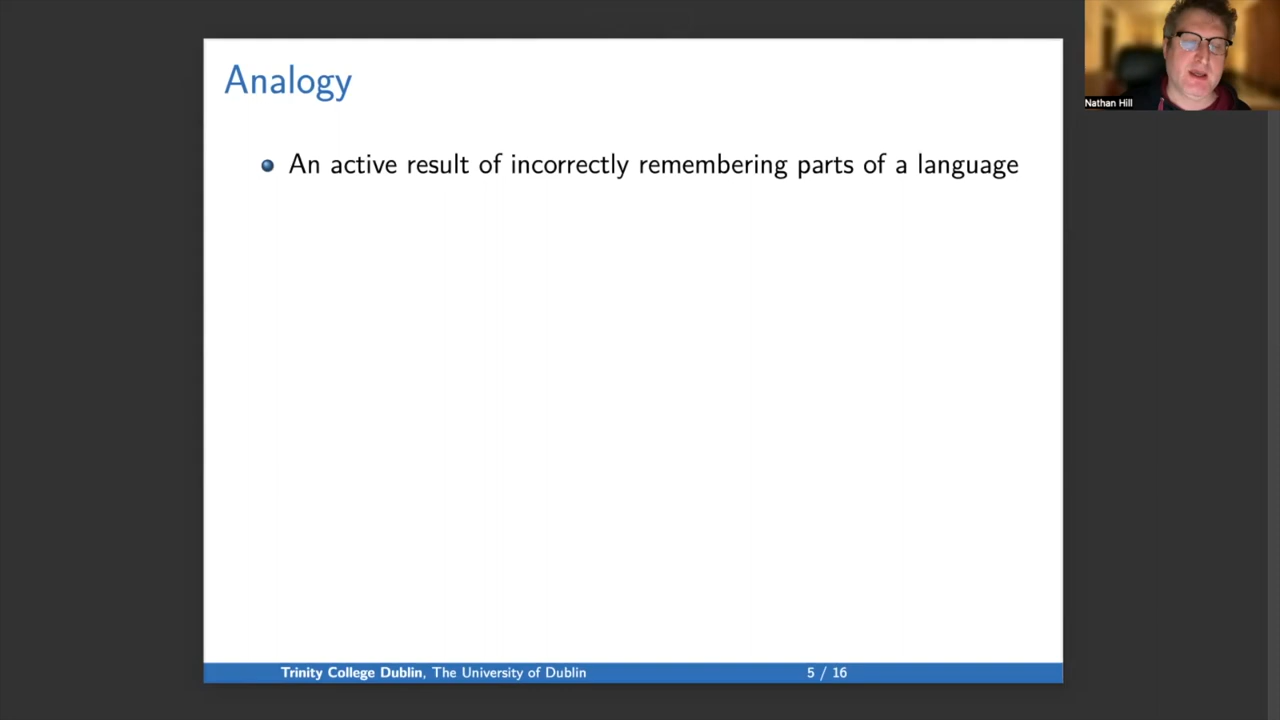 Analogy
An active result of incorrectly remembering parts of a language
Nathan Hill
Trinity College Dublin, The University of Dublin 5 / 16